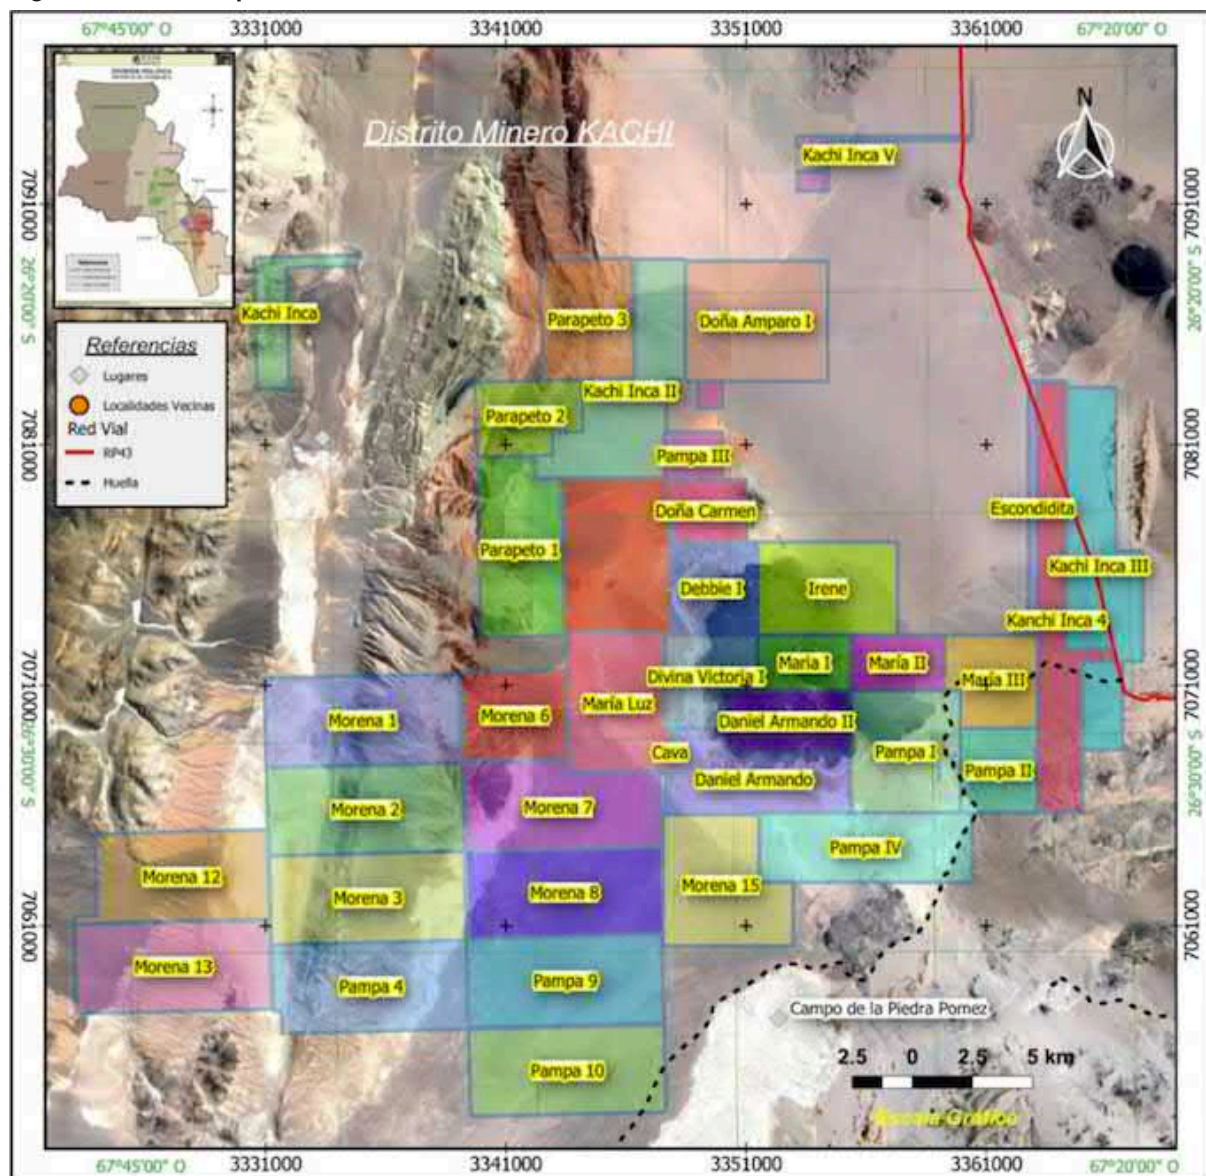 67°45'00" O
3331000
3341000
3351000
3361000
67°20'00" O
Distrito Minero KACHI
N
Kachi Inca V
7091000
7091000
26°20'00" S
26°20'00" S
Kachi Inca
Parapeto 3
Doña Amparo I
Referencias
Lugares
Localidades Vecinas
Red Vial
RP43
Huella
Kachi Inca II
Parapeto 2
7081000
7081000
Pampa III
Doña Carmen
Escondidita
Parapeto 1
Kachi Inca III
Debbie I
Irene
Kanchi Inca 4
María I
María II
Divina Victoria I
María III
7071000
7071000
María Luz
Morena 1
Morena 6
Daniel Armando II
Cava
Pampa I
26°30'00" S
26°30'00" S
Pampa II
Daniel Armando
Morena 2
Morena 7
Pampa IV
Morena 12
Morena 3
Morena 8
Morena 15
7061000
7061000
Morena 13
Pampa 4
Pampa 9
Campo de la Piedra Pomez
2.5 0 2.5 5 km
Pampa 10
Escala Gráfico
67°45'00" O
3331000
3341000
3351000
3361000
67°20'00" O